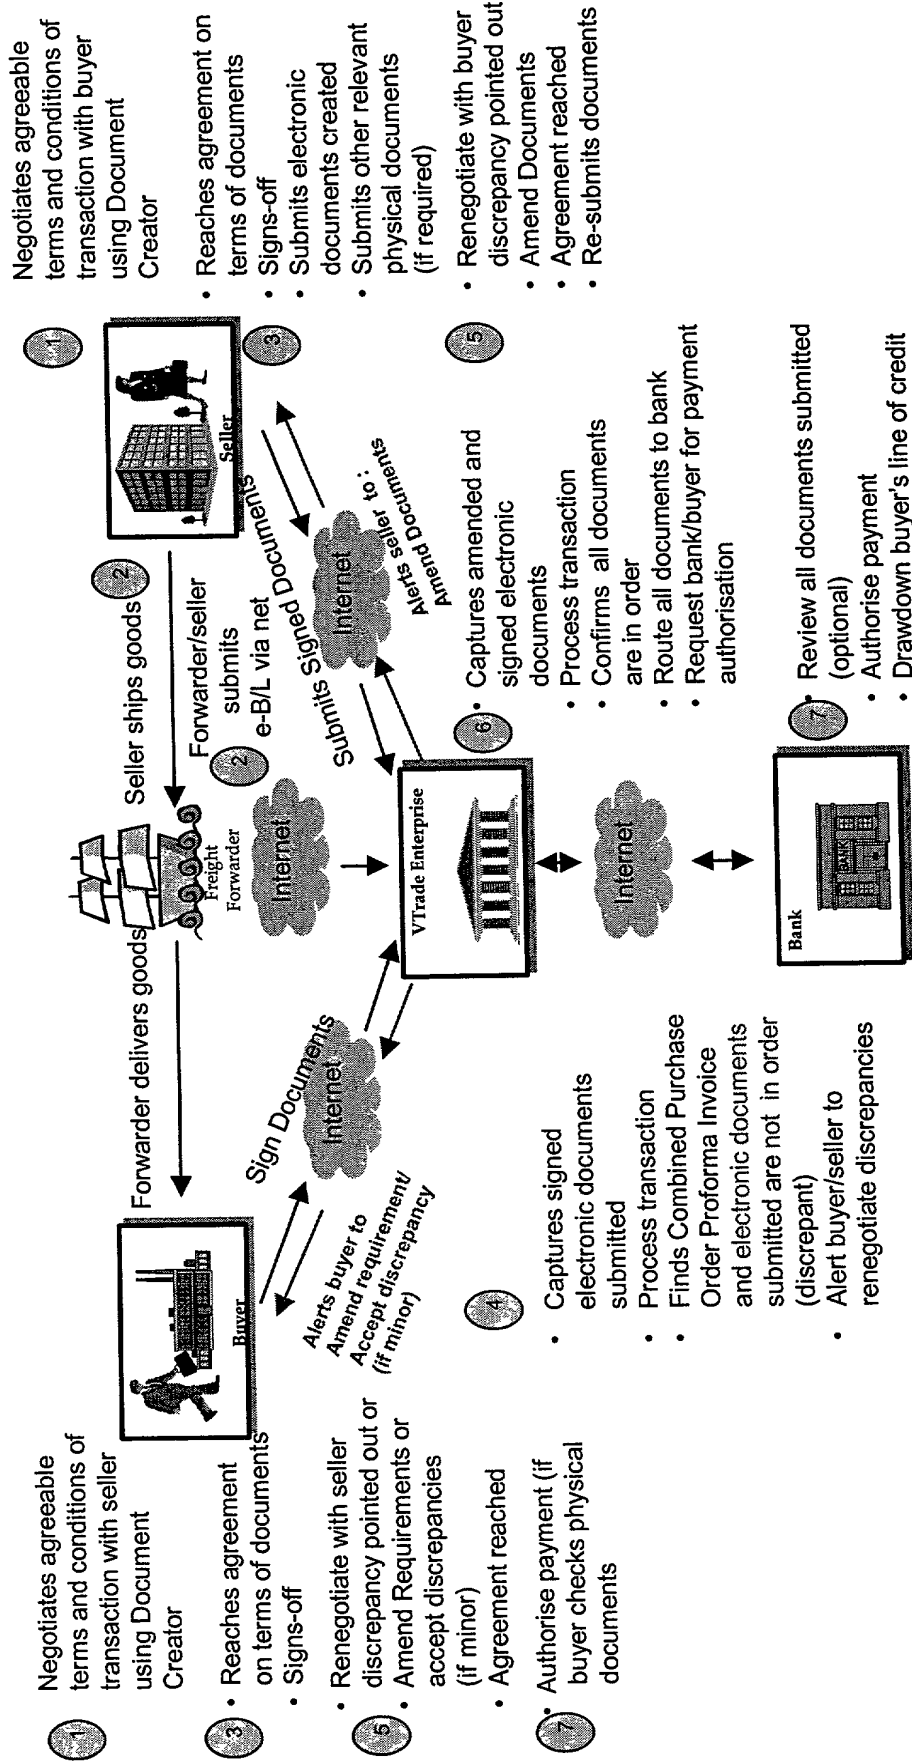 1
Negotiates agreeable
terms and conditions of
transaction with seller
using Document
Creator
3
• Reaches agreement
on terms of documents
• Signs-off
5
• Renegotiate with seller
discrepancy pointed out or
• Amend Requirements or
accept discrepancies
(if minor)
• Agreement reached
7
• Authorise payment (if
buyer checks physical
documents
Buyer
Forwarder delivers goods
Sign Documents
Internet
Alerts buyer to
Amend requirement/
Accept discrepancy
(if minor)
4
• Captures signed
electronic documents
submitted
• Process transaction
• Finds Combined Purchase
Order Proforma Invoice
and electronic documents
submitted are not in order
(discrepant)
• Alert buyer/seller to
renegotiate discrepancies
Freight
Forwarder
Internet
VTrade Enterprise
Internet
Bank
BANK
Seller ships goods
2
Forwarder/seller
submits
e-B/L via net
2
Submits Signed Documents
Internet
Alerts seller to :
Amend Documents
6
• Captures amended and
signed electronic
documents
• Process transaction
• Confirms all documents
are in order
• Route all documents to bank
• Request bank/buyer for payment
authorisation
7
• Review all documents submitted
(optional)
• Authorise payment
• Drawdown buyer's line of credit
Seller
1
Negotiates agreeable
terms and conditions of
transaction with buyer
using Document
Creator
3
• Reaches agreement on
terms of documents
• Signs-off
• Submits electronic
documents created
• Submits other relevant
physical documents
(if required)
5
• Renegotiate with buyer
discrepancy pointed out
• Amend Documents
• Agreement reached
• Re-submits documents